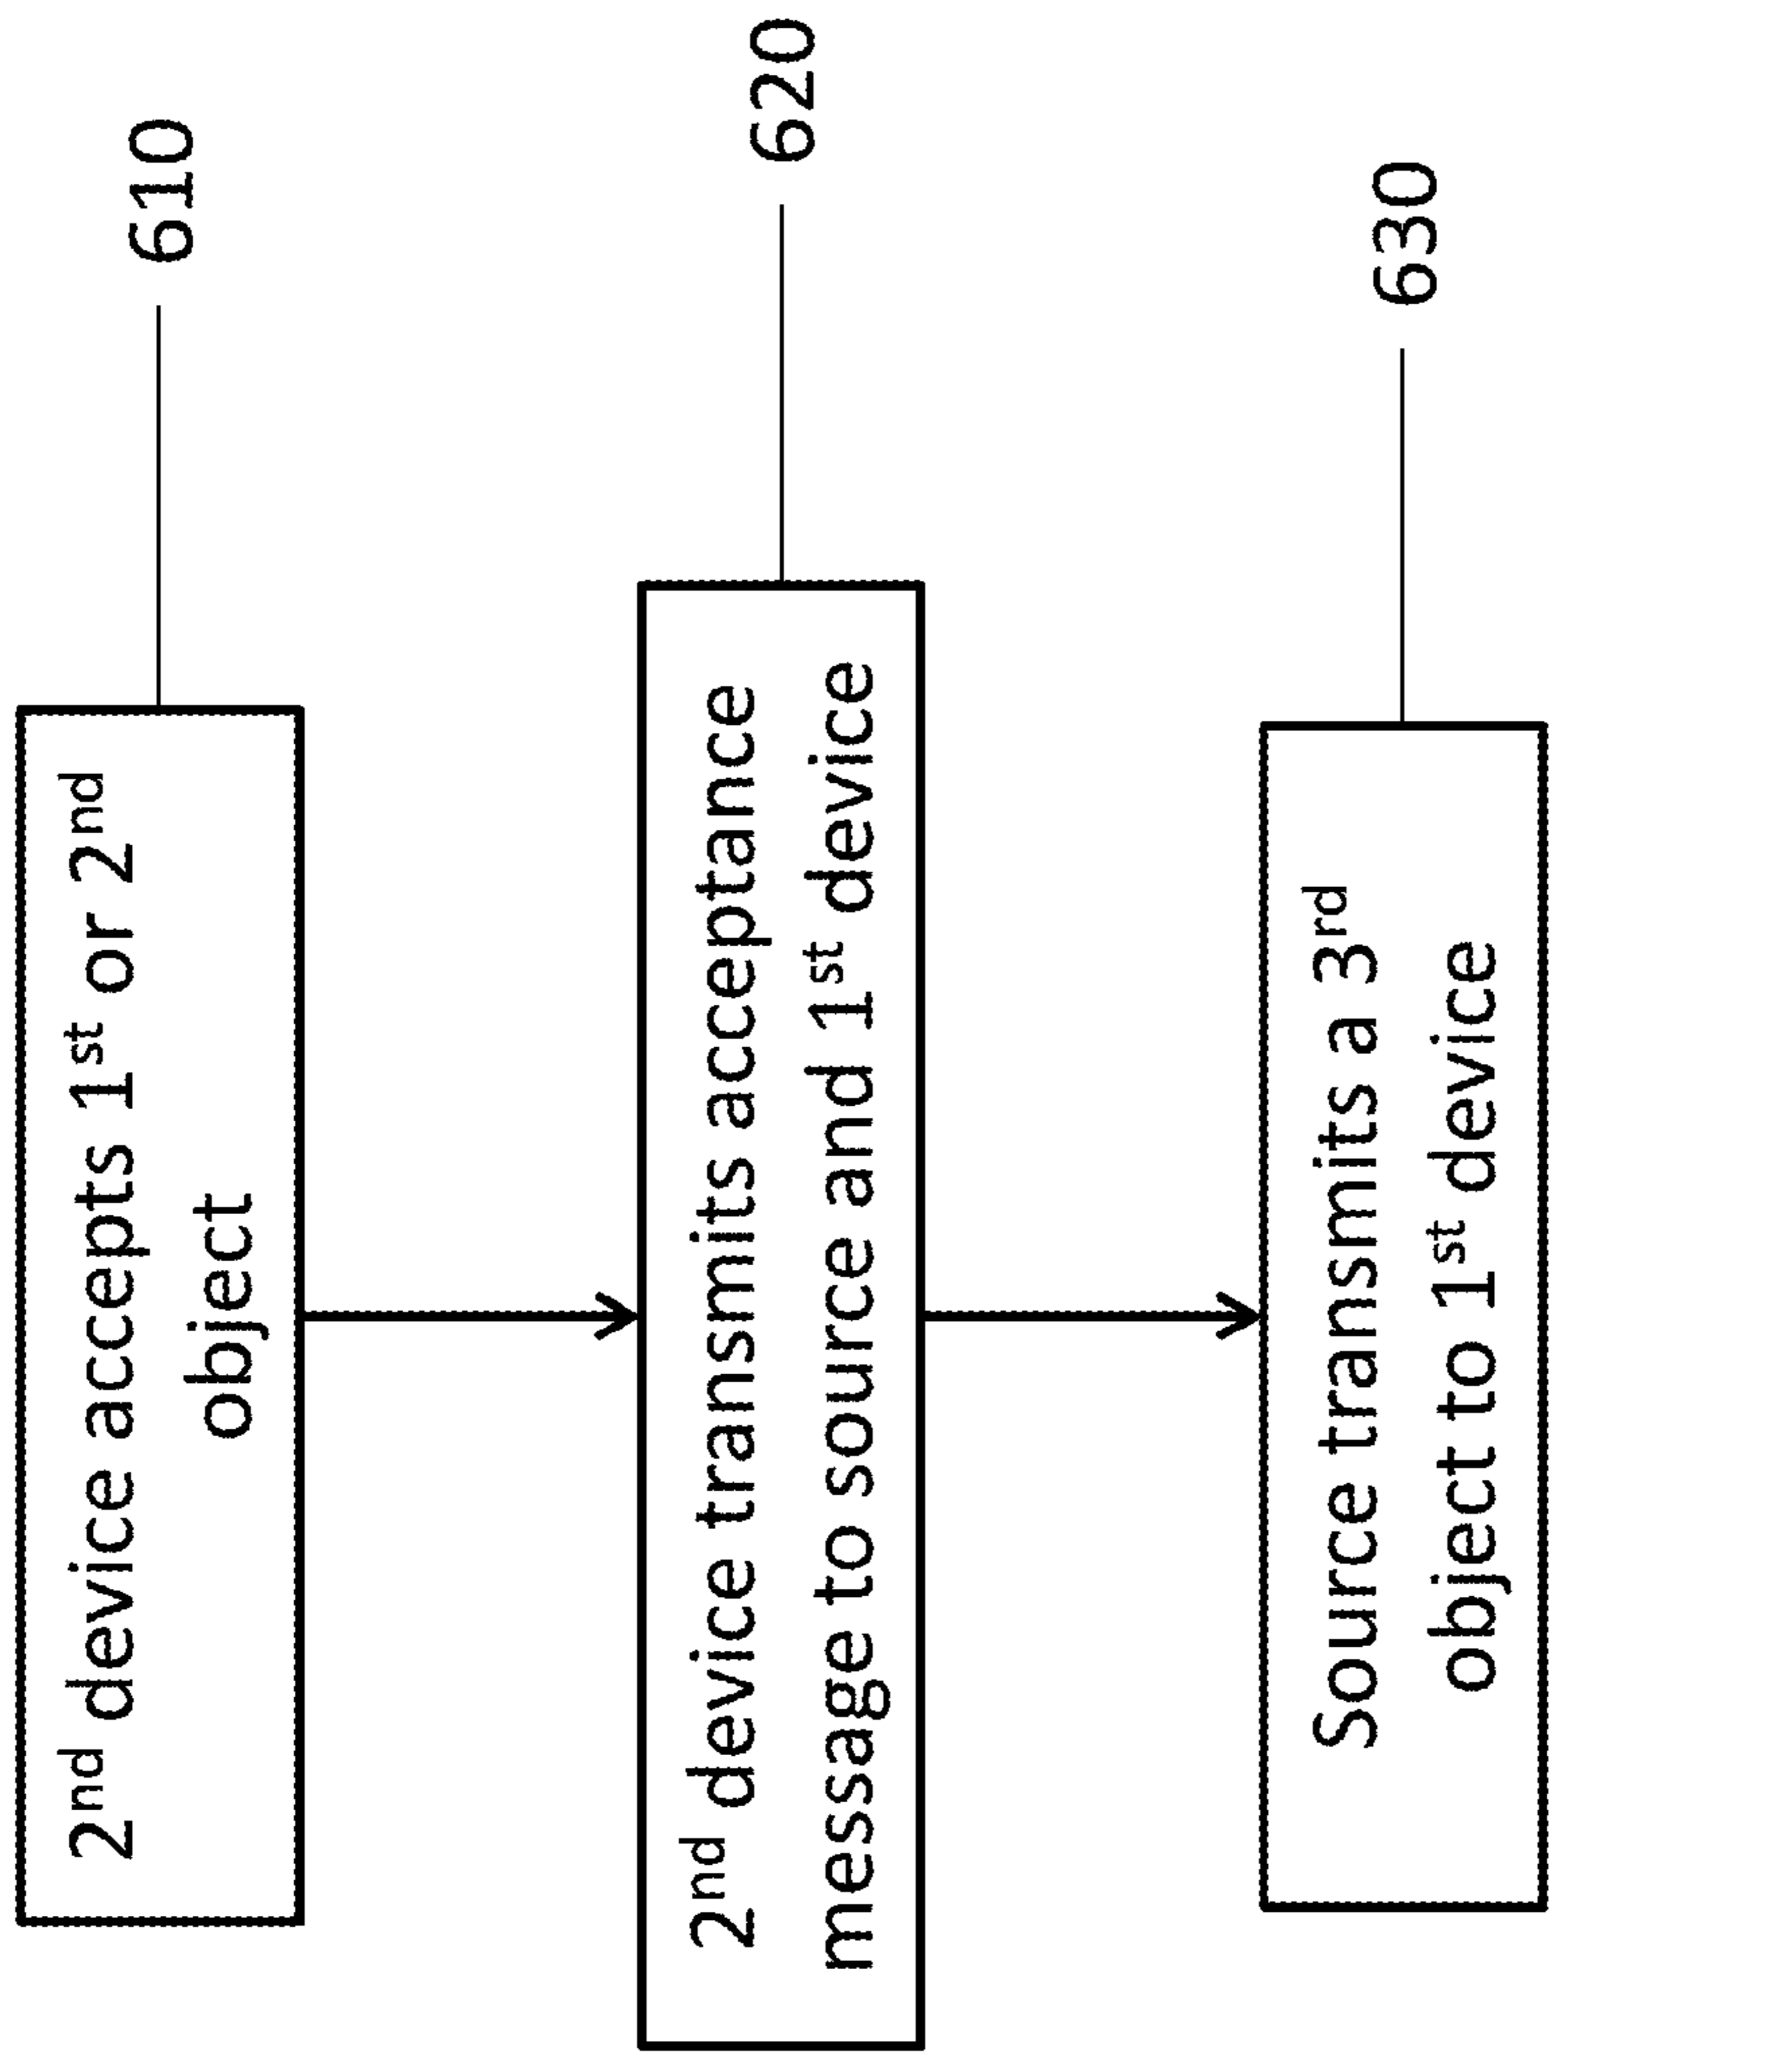 2nd device accepts 1st or 2nd
object
610
2nd device transmits acceptance
message to source and 1st device
620
Source transmits a 3rd
object to 1st device
630